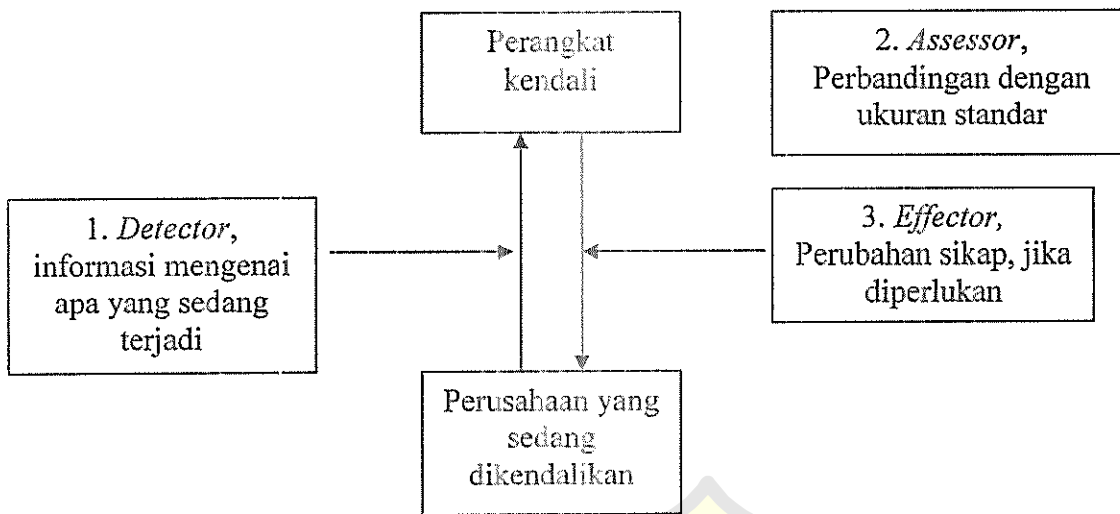 Perangkat
kendali
2. Assessor,
Perbandingan dengan
ukuran standar
1. Detector,
informasi mengenai
apa yang sedang
terjadi
3. Effector,
Perubahan sikap, jika
diperlukan
Perusahaan yang
sedang
dikendalikan